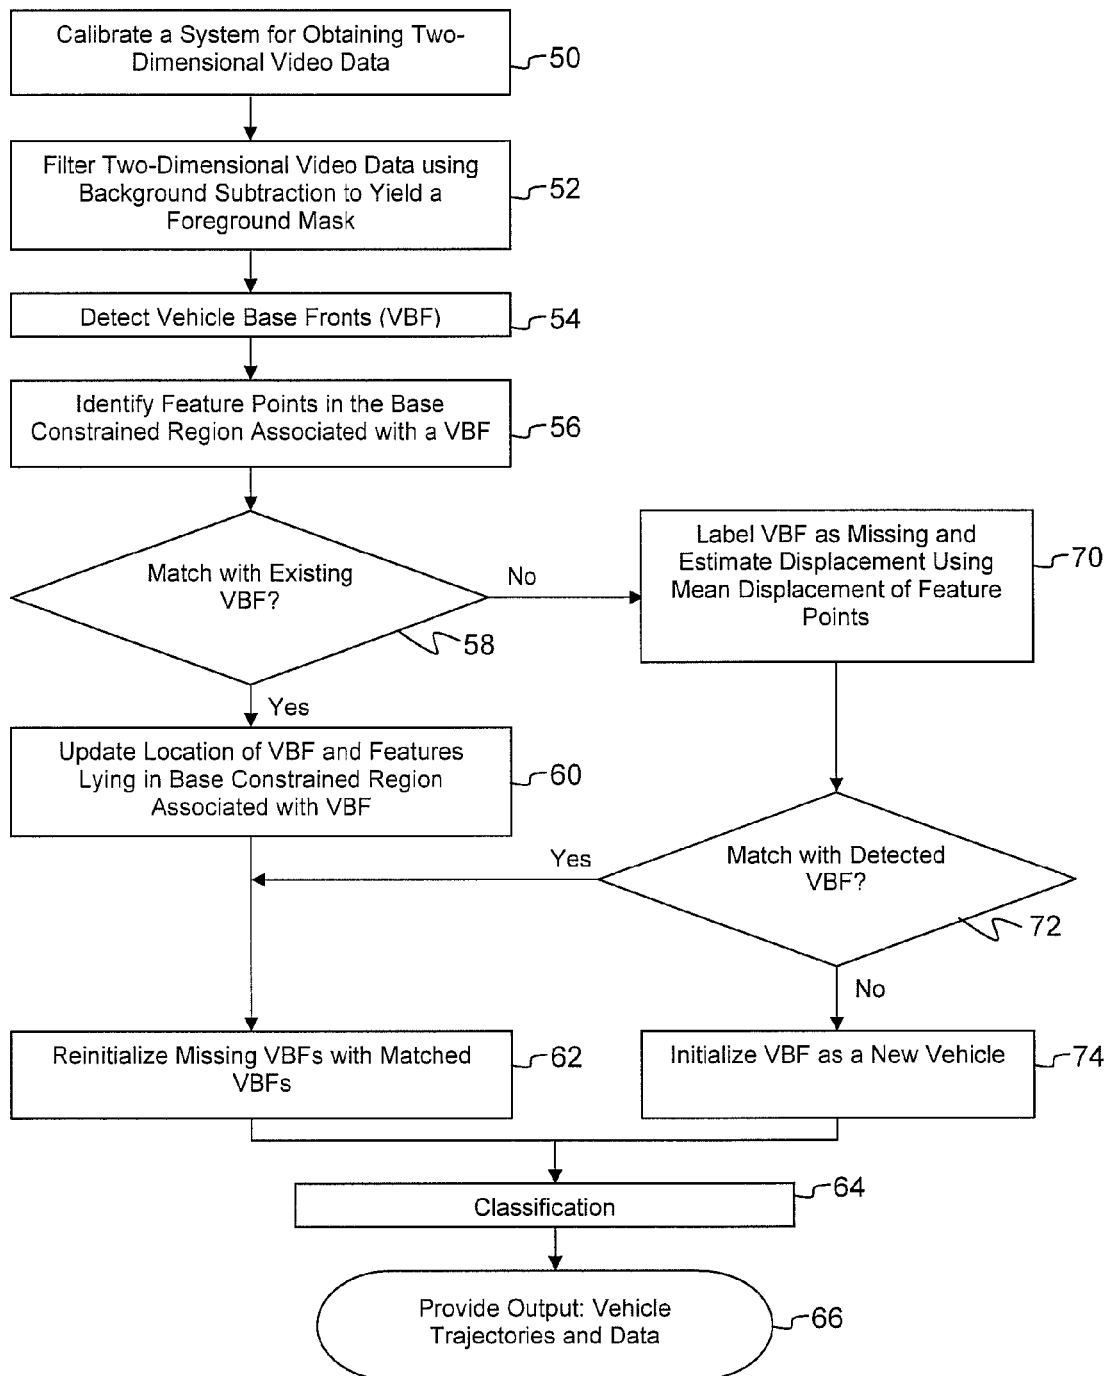 Calibrate a System for Obtaining Two-
Dimensional Video Data
50
Filter Two-Dimensional Video Data using
Background Subtraction to Yield a
Foreground Mask
52
Detect Vehicle Base Fronts (VBF)
54
Identify Feature Points in the Base
Constrained Region Associated with a VBF
56
Match with Existing
VBF?
58
No
Label VBF as Missing and
Estimate Displacement Using
Mean Displacement of Feature
Points
70
Yes
Update Location of VBF and Features
Lying in Base Constrained Region
Associated with VBF
60
Yes
Match with Detected
VBF?
72
No
Reinitialize Missing VBFs with Matched
VBFs
62
Initialize VBF as a New Vehicle
74
Classification
64
Provide Output: Vehicle
Trajectories and Data
66